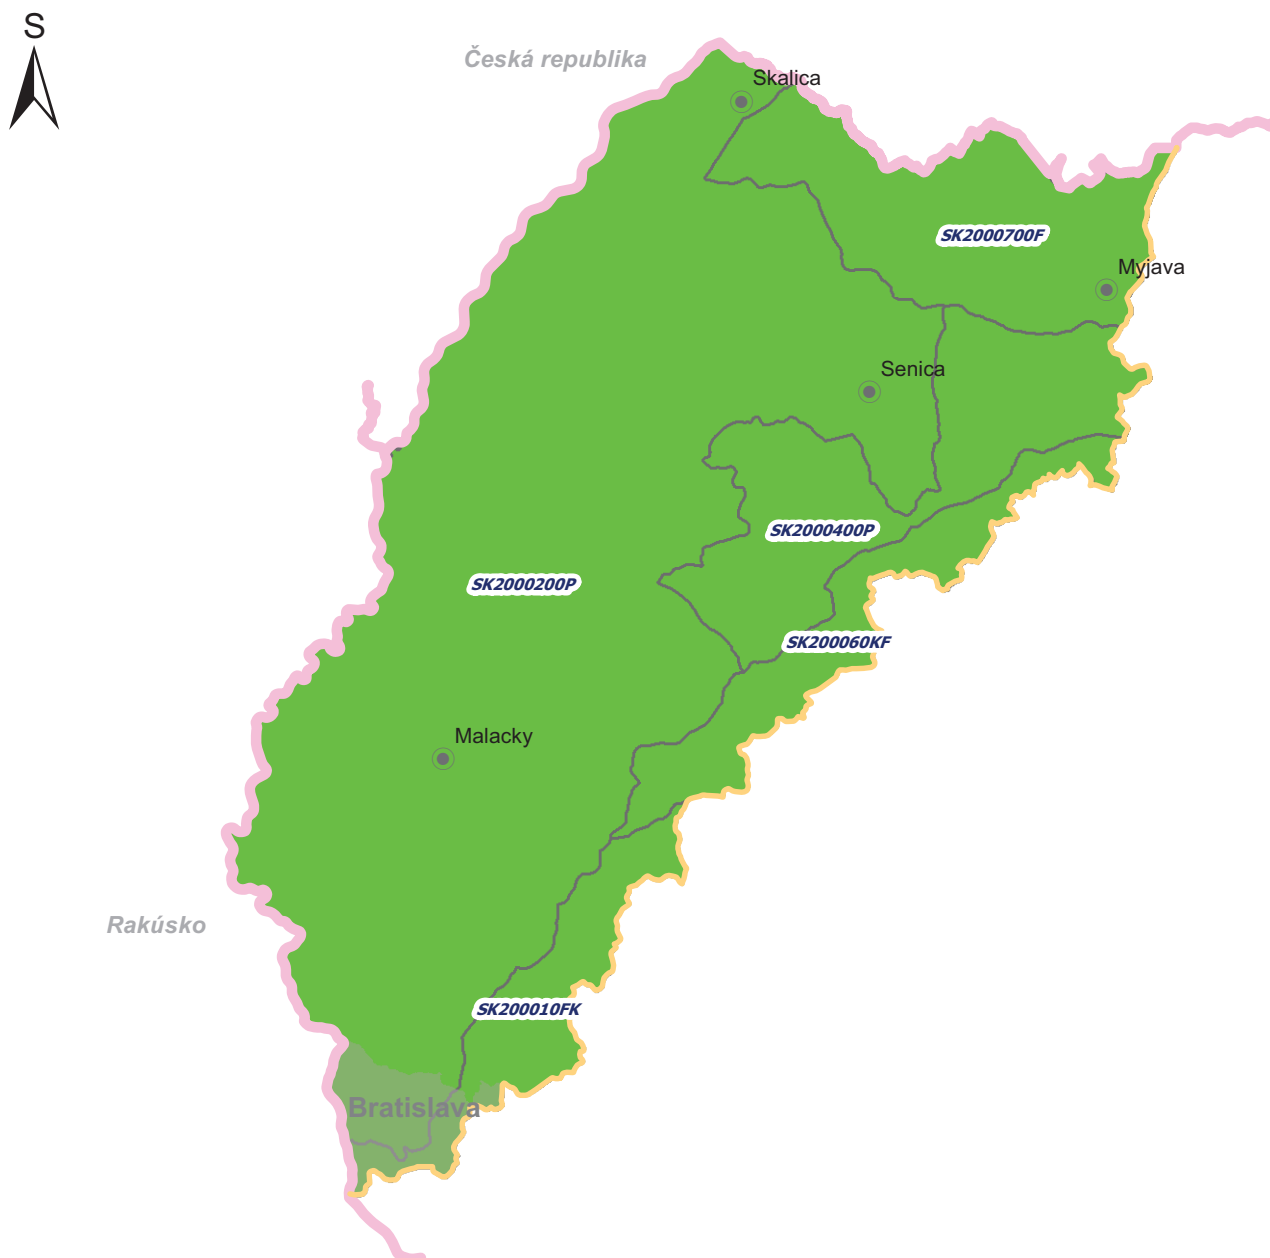 S
Česká republika
Skalica
SK2000700F
Myjava
Senica
SK2000400P
SK2000200P
SK200060KF
Malacky
Rakúsko
SK200010FK
Bratislava